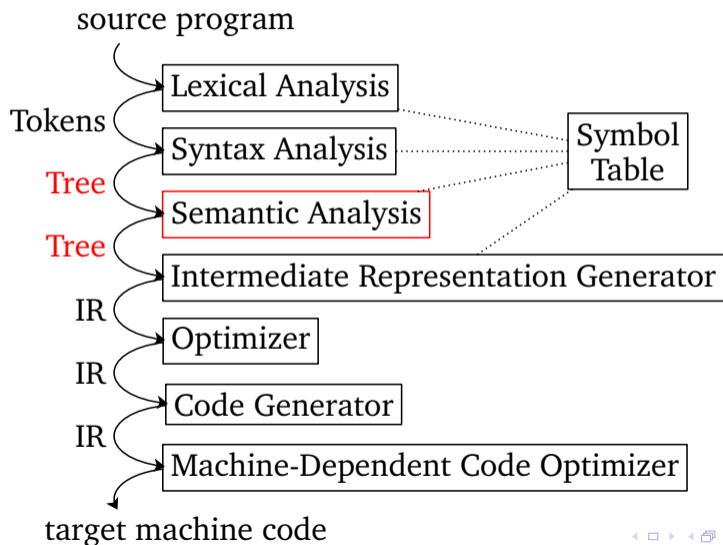 source program
Lexical Analysis
Tokens
Symbol
Table
Syntax Analysis
Tree
Semantic Analysis
Tree
Intermediate Representation Generator
IR
Optimizer
IR
Code Generator
IR
Machine-Dependent Code Optimizer
target machine code